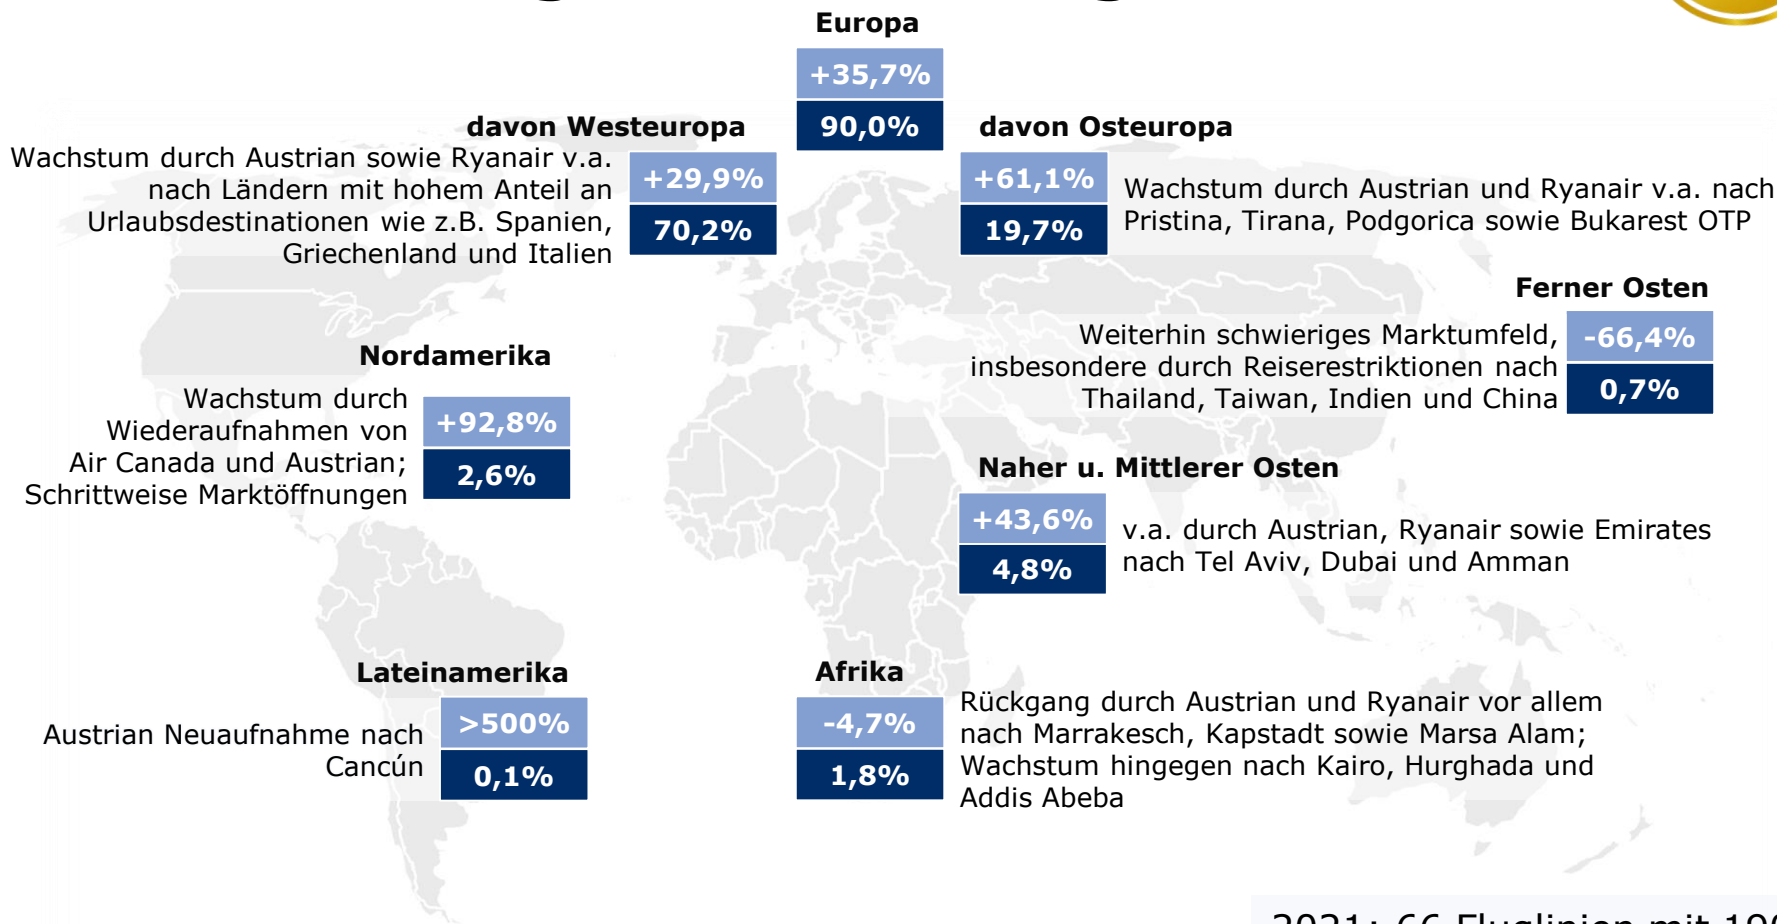 Europa
+35,7%
90,0%
davon Westeuropa
Wachstum durch Austrian sowie Ryanair v.a.
nach Ländern mit hohem Anteil an
Urlaubsdestinationen wie z.B. Spanien,
Griechenland und Italien
+29,9%
70,2%
davon Osteuropa
+61,1%
19,7%
Wachstum durch Austrian und Ryanair v.a. nach
Pristina, Tirana, Podgorica sowie Bukarest OTP
Ferner Osten
Weiterhin schwieriges Marktumfeld,
insbesondere durch Reiserestriktionen nach
Thailand, Taiwan, Indien und China
-66,4%
0,7%
Nordamerika
Wachstum durch
Wiederaufnahmen von
Air Canada und Austrian;
Schrittweise Marktöffnungen
+92,8%
2,6%
Naher u. Mittlerer Osten
+43,6%
4,8%
v.a. durch Austrian, Ryanair sowie Emirates
nach Tel Aviv, Dubai und Amman
Lateinamerika
Austrian Neuaufnahme nach
Cancún
>500%
0,1%
Afrika
-4,7%
1,8%
Rückgang durch Austrian und Ryanair vor allem
nach Marrakesch, Kapstadt sowie Marsa Alam;
Wachstum hingegen nach Kairo, Hurghada und
Addis Abeba
2021: 66 Fluglinien mit